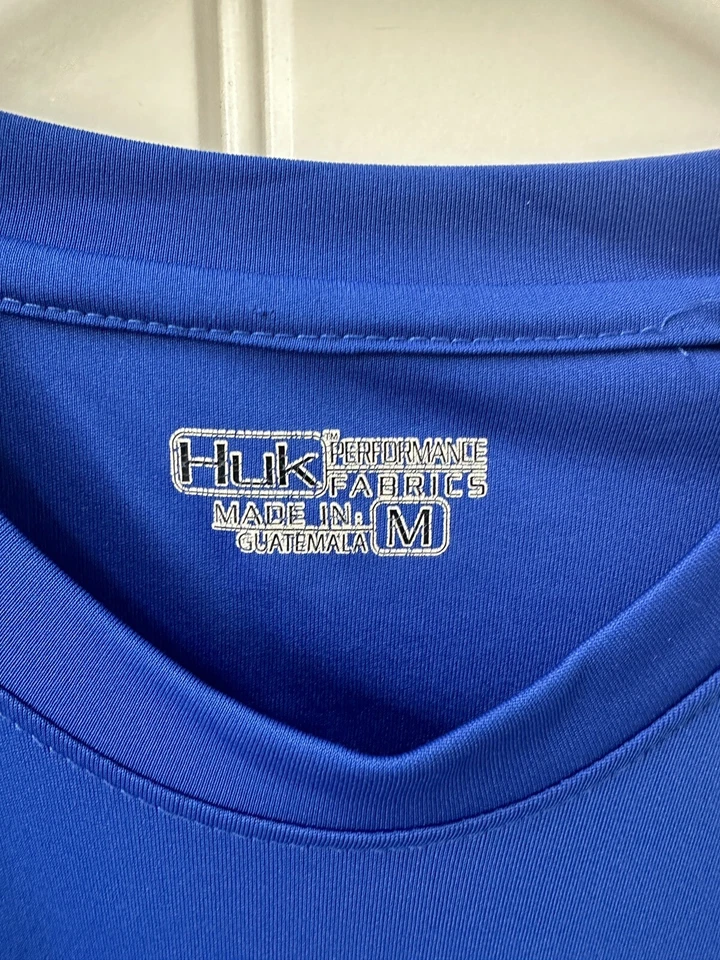 Huk™ PERFORMANCE
FABRICS
MADE IN:
GUATEMALA M